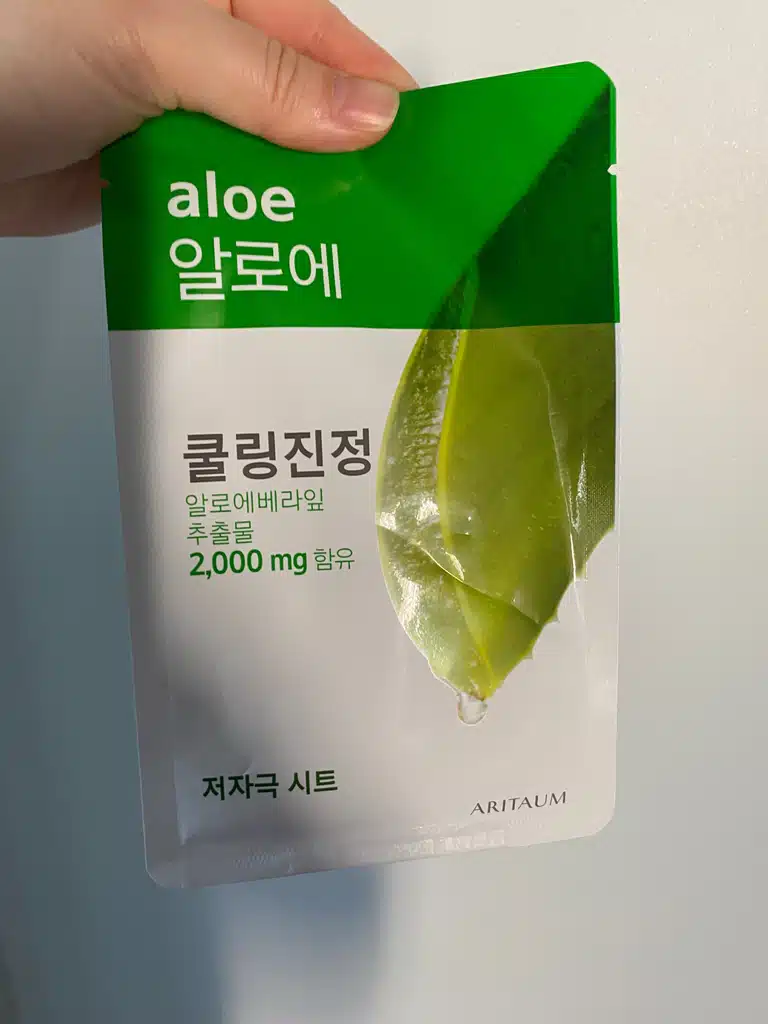 aloe
알로에
쿨링진정
알로에베라잎
추출물
2,000 mg 함유
저자극 시트
ARITAUM